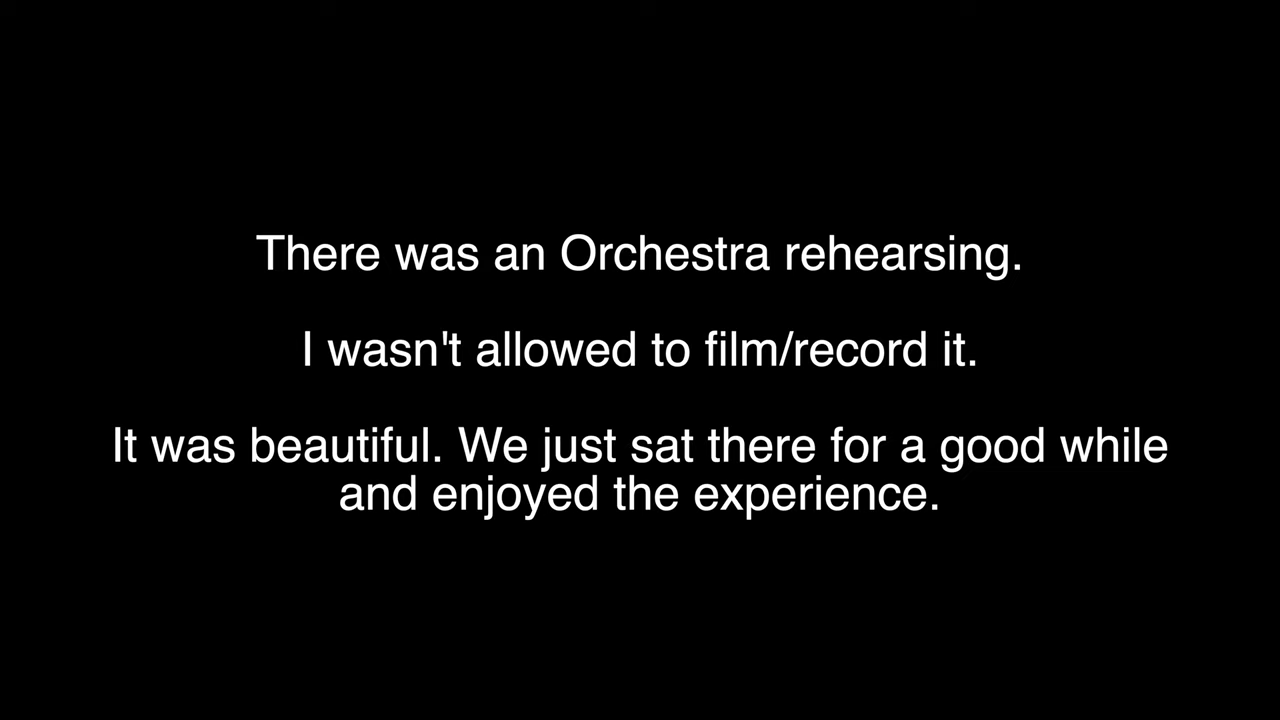 There was an Orchestra rehearsing.
I wasn't allowed to film/record it.
It was beautiful. We just sat there for a good while
and enjoyed the experience.